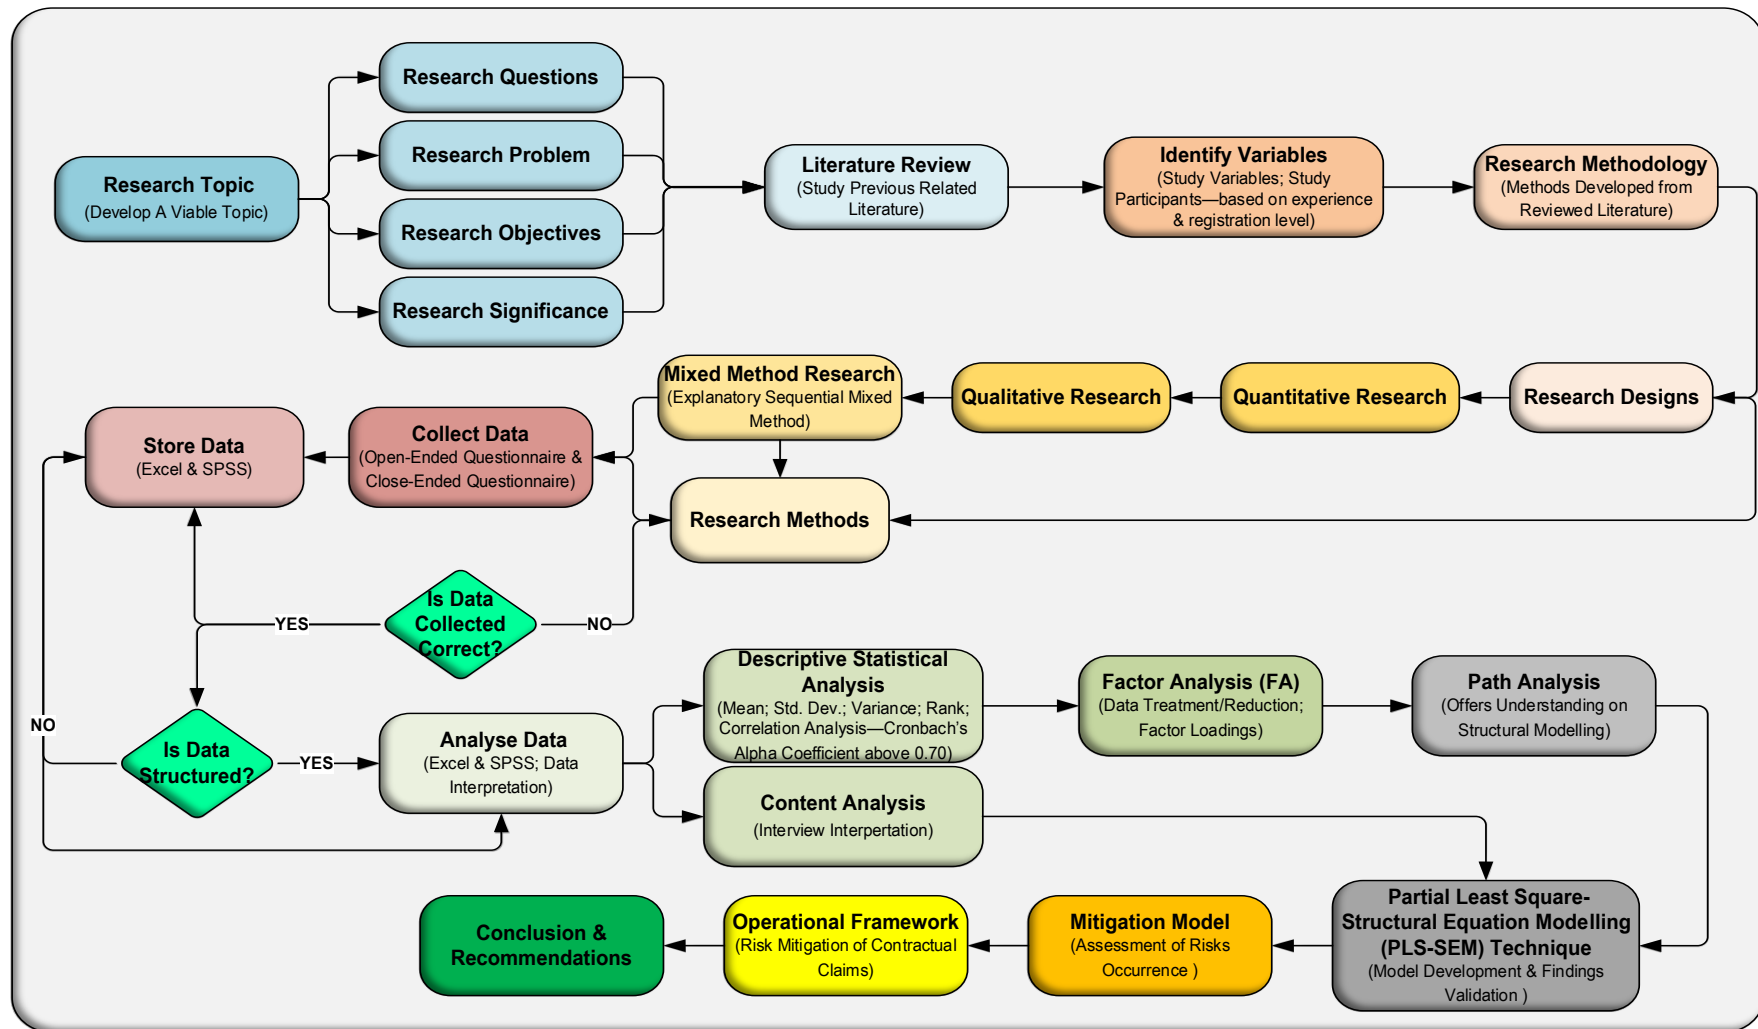 Research Topic
(Develop A Viable Topic)
Research Questions
Research Problem
Research Objectives
Research Significance
Literature Review
(Study Previous Related
Literature)
Identify Variables
(Study Variables; Study
Participants—based on experience
& registration level)
Research Methodology
(Methods Developed from
Reviewed Literature)
Research Designs
Quantitative Research
Qualitative Research
Mixed Method Research
(Explanatory Sequential Mixed
Method)
Research Methods
Collect Data
(Open-Ended Questionnaire &
Close-Ended Questionnaire)
Store Data
(Excel & SPSS)
Is Data
Collected
Correct?
YES
NO
Is Data
Structured?
NO
YES
Analyse Data
(Excel & SPSS; Data
Interpretation)
Descriptive Statistical
Analysis
(Mean; Std. Dev.; Variance; Rank;
Correlation Analysis—Cronbach’s
Alpha Coefficient above 0.70)
Content Analysis
(Interview Interpertation)
Factor Analysis (FA)
(Data Treatment/Reduction;
Factor Loadings)
Path Analysis
(Offers Understanding on
Structural Modelling)
Partial Least Square-
Structural Equation Modelling
(PLS-SEM) Technique
(Model Development & Findings
Validation )
Mitigation Model
(Assessment of Risks
Occurrence )
Operational Framework
(Risk Mitigation of Contractual
Claims)
Conclusion &
Recommendations